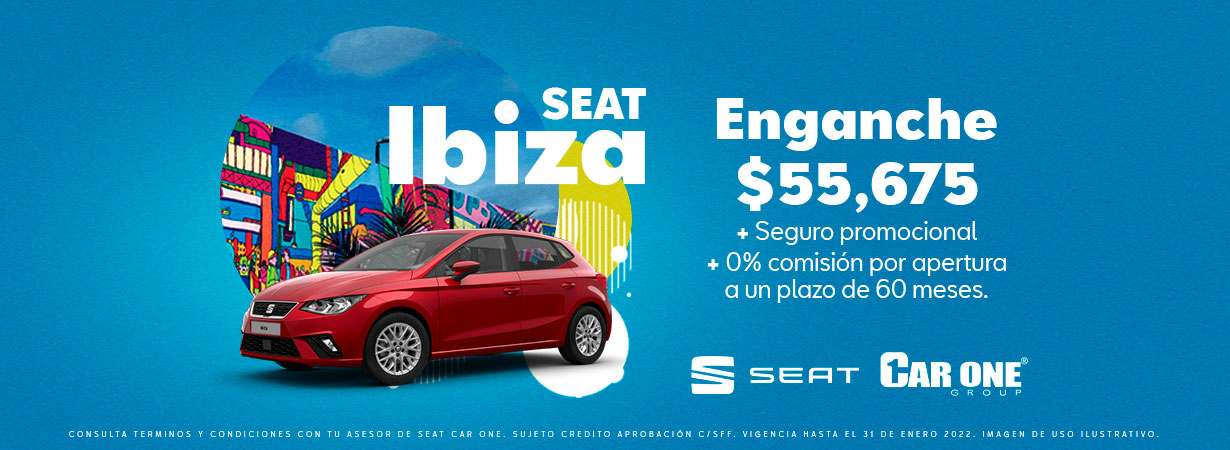 SEAT
Ibiza
Enganche
$55,675
+ Seguro promocional
+ 0% comisión por apertura
a un plazo de 60 meses.
SEAT
CAR ONE®
GROUP
IBIZA
CONSULTA TERMINOS Y CONDICIONES CON TU ASESOR DE SEAT CAR ONE. SUJETO CREDITO APROBACIÓN C/SFF. VIGENCIA HASTA EL 31 DE ENERO 2022. IMAGEN DE USO ILUSTRATIVO.